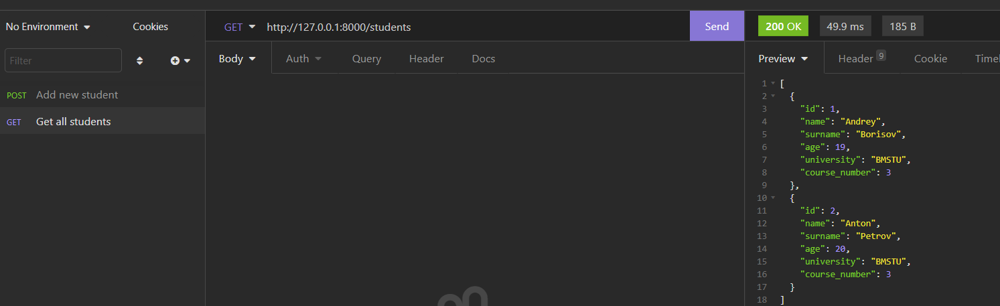 No Environment Cookies GET http://127.0.0.1:8000/students Send 200 OK 49.9 ms 185 B
Filter
Body Auth Query Header Docs
Preview Header 9 Cookie
POST Add new student
GET Get all students
1 [
2 {
3 "id": 1,
4 "name": "Andrey",
5 "surname": "Borisov",
6 "age": 19,
7 "university": "BMSTU",
8 "course_number": 3
9 },
10 {
11 "id": 2,
12 "name": "Anton",
13 "surname": "Petrov",
14 "age": 20,
15 "university": "BMSTU",
16 "course_number": 3
17 }
18 ]